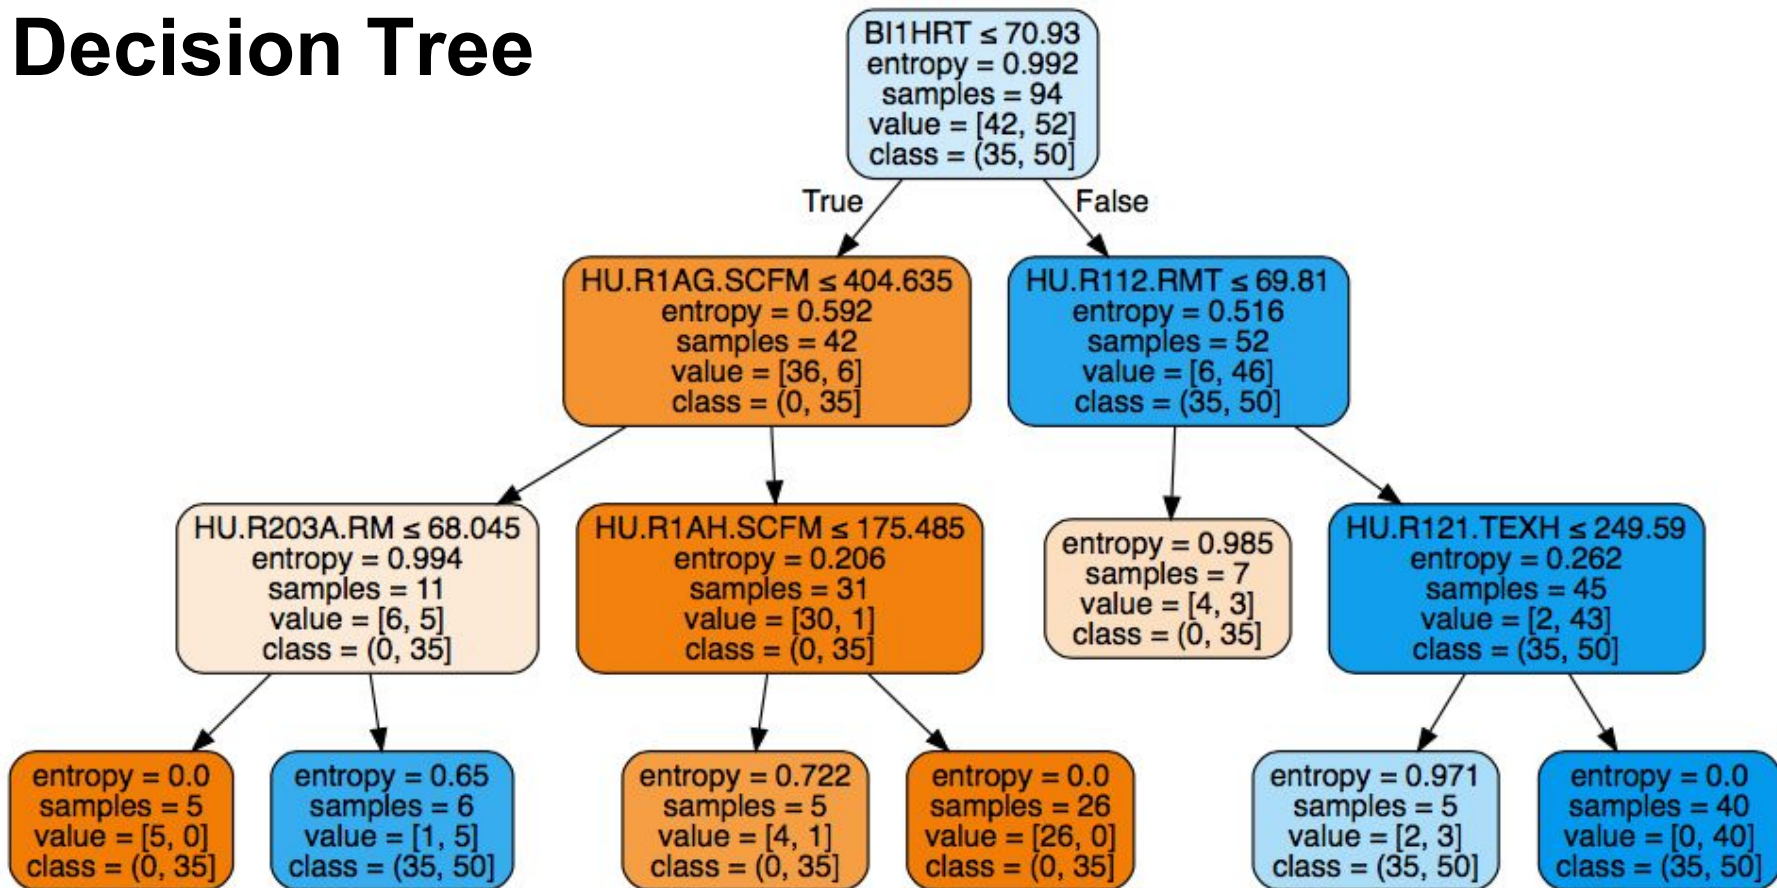 Decision Tree
BI1HRT ≤ 70.93
entropy = 0.992
samples = 94
value = [42, 52]
class = (35, 50]
True
False
HU.R1AG.SCFM ≤ 404.635
entropy = 0.592
samples = 42
value = [36, 6]
class = (0, 35]
HU.R112.RMT ≤ 69.81
entropy = 0.516
samples = 52
value = [6, 46]
class = (35, 50]
HU.R203A.RM ≤ 68.045
entropy = 0.994
samples = 11
value = [6, 5]
class = (0, 35]
HU.R1AH.SCFM ≤ 175.485
entropy = 0.206
samples = 31
value = [30, 1]
class = (0, 35]
entropy = 0.985
samples = 7
value = [4, 3]
class = (0, 35]
HU.R121.TEXH ≤ 249.59
entropy = 0.262
samples = 45
value = [2, 43]
class = (35, 50]
entropy = 0.0
samples = 5
value = [5, 0]
class = (0, 35]
entropy = 0.65
samples = 6
value = [1, 5]
class = (35, 50]
entropy = 0.722
samples = 5
value = [4, 1]
class = (0, 35]
entropy = 0.0
samples = 26
value = [26, 0]
class = (0, 35]
entropy = 0.971
samples = 5
value = [2, 3]
class = (35, 50]
entropy = 0.0
samples = 40
value = [0, 40]
class = (35, 50]